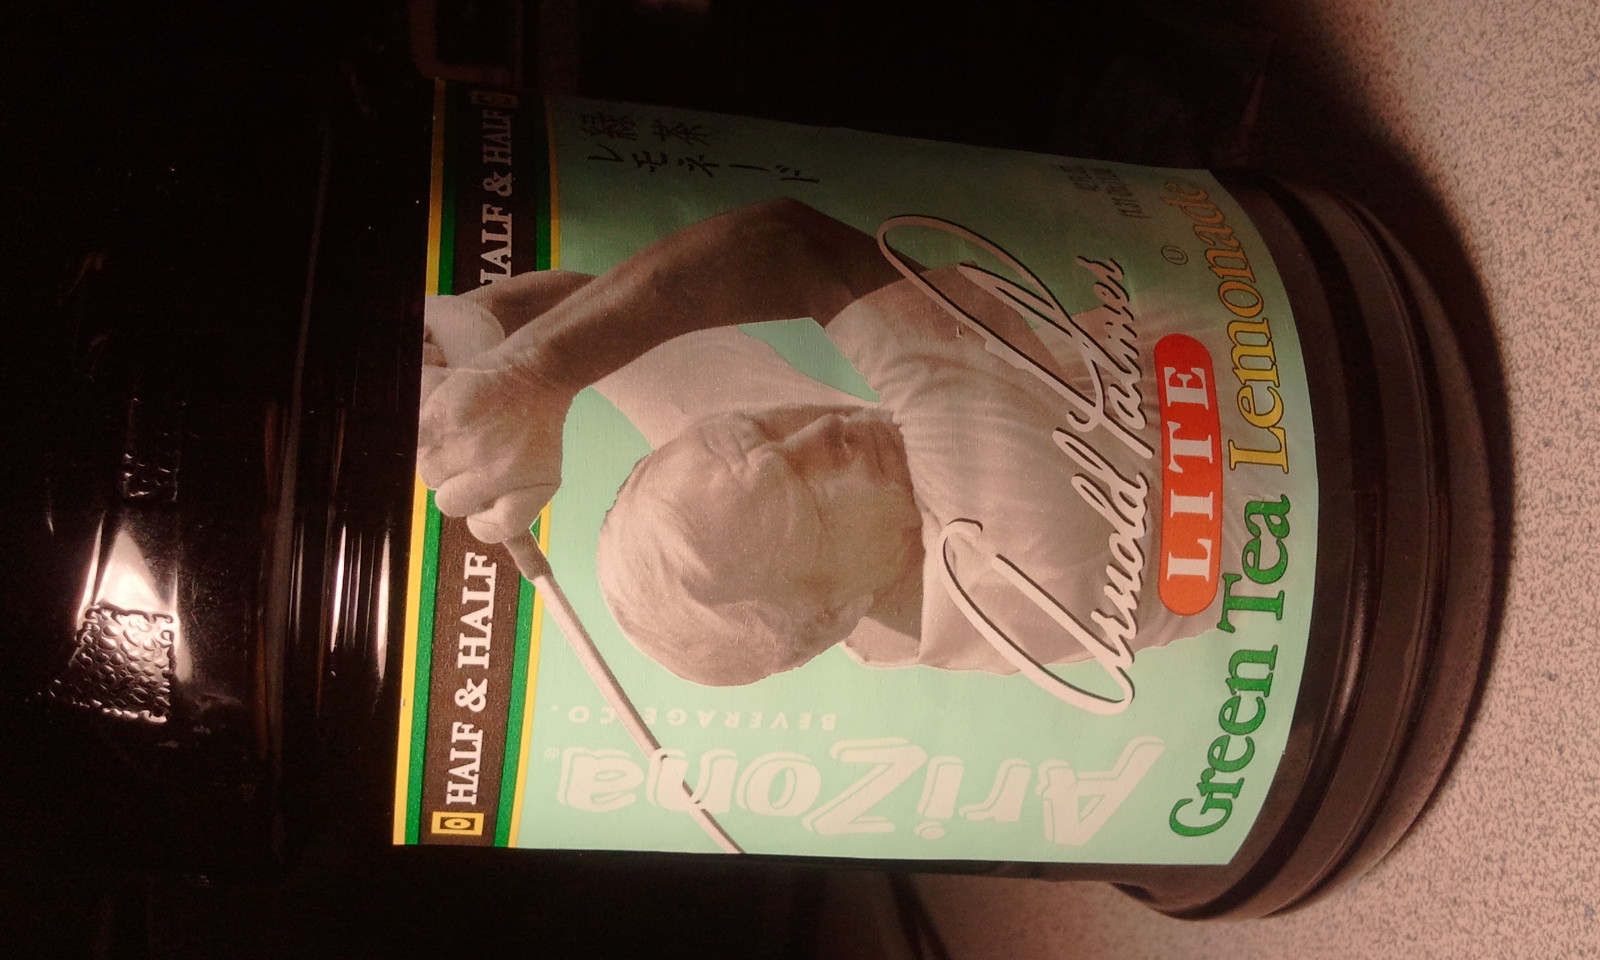 HALF & HALF
HALF & HALF
緑茶
レモネード
AriZona
BEVERAGE CO.
Arnold Palmer
LITE
Green Tea Lemonade